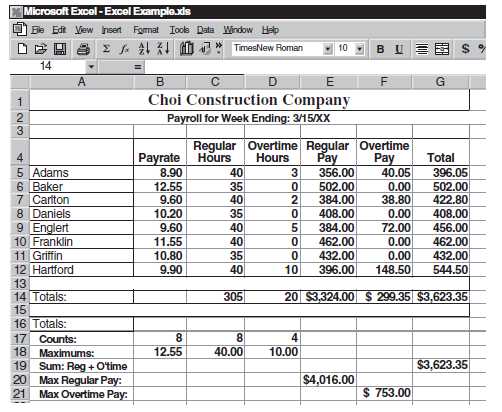 Microsoft Excel - Excel Example.xls
File Edit View Insert Format Tools Data Window Help
TimesNew Roman 10 B U $ %
14 =
A B C D E F G
1 Choi Construction Company
2 Payroll for Week Ending: 3/15/XX
3
Regular Overtime Regular Overtime
4 Payrate Hours Hours Pay Pay Total
5 Adams 8.90 40 3 356.00 40.05 396.05
6 Baker 12.55 35 0 502.00 0.00 502.00
7 Carlton 9.60 40 2 384.00 38.80 422.80
8 Daniels 10.20 35 0 408.00 0.00 408.00
9 Englert 9.60 40 5 384.00 72.00 456.00
10 Franklin 11.55 40 0 462.00 0.00 462.00
11 Griffin 10.80 35 0 432.00 0.00 432.00
12 Hartford 9.90 40 10 396.00 148.50 544.50
13
14 Totals: 305 20 $3,324.00 $ 299.35 $3,623.35
15
16 Totals:
17 Counts: 8 8 4
18 Maximums: 12.55 40.00 10.00
19 Sum: Reg + O'time $3,623.35
20 Max Regular Pay: $4,016.00
21 Max Overtime Pay: $ 753.00